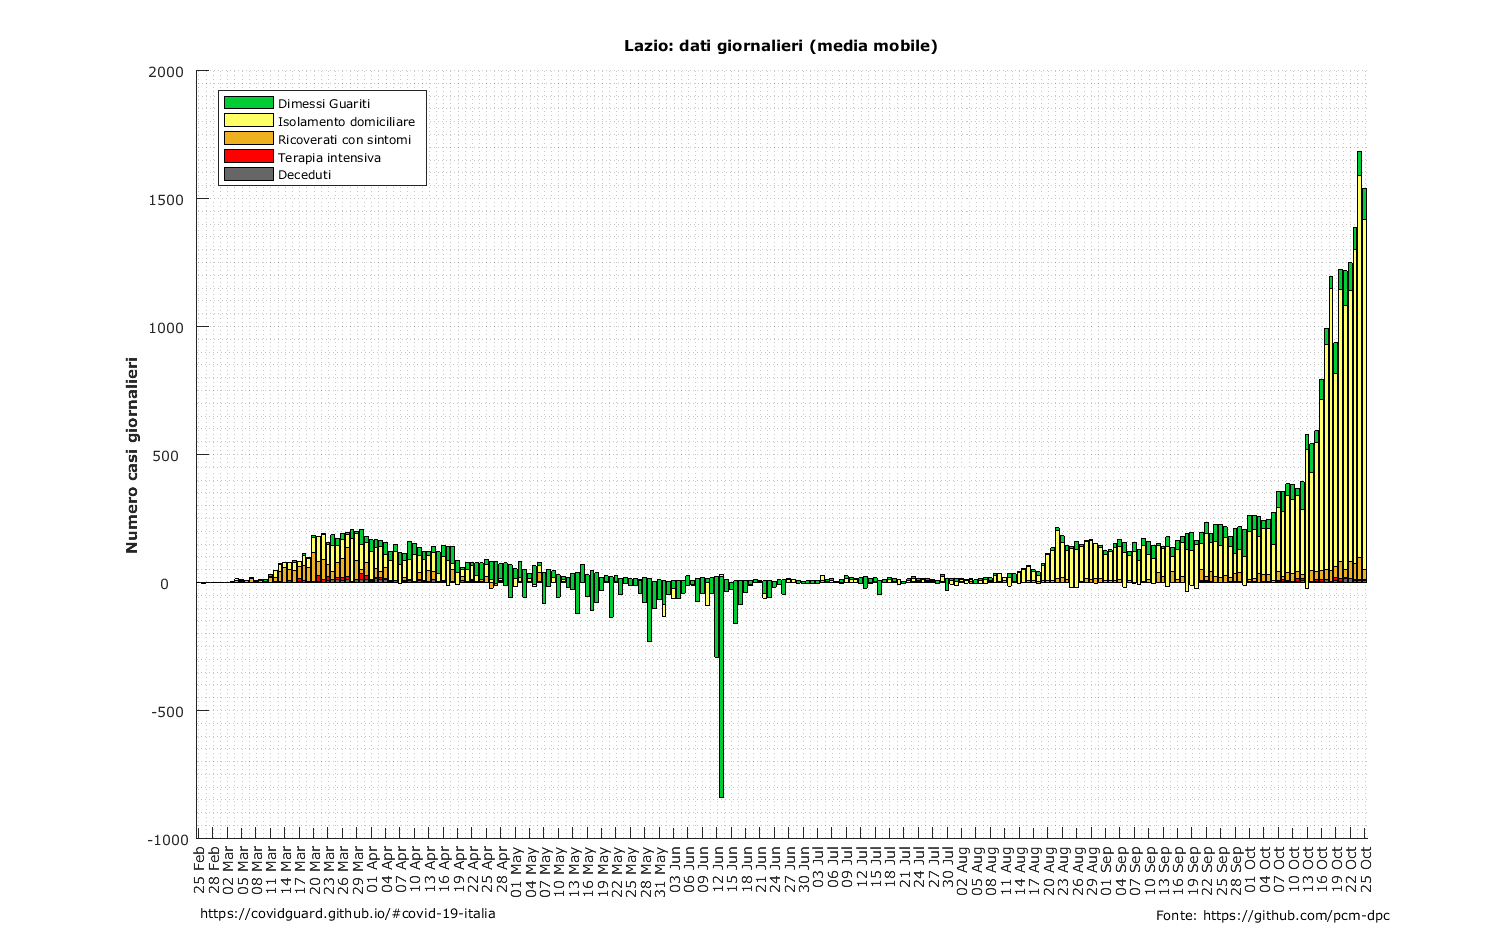 Lazio: dati giornalieri (media mobile)
2000
1500
1000
500
0
-500
-1000
Numero casi giornalieri
Dimessi Guariti
Isolamento domiciliare
Ricoverati con sintomi
Terapia intensiva
Deceduti
25 Feb
28 Feb
02 Mar
05 Mar
08 Mar
11 Mar
14 Mar
17 Mar
20 Mar
23 Mar
26 Mar
29 Mar
01 Apr
04 Apr
07 Apr
10 Apr
13 Apr
16 Apr
19 Apr
22 Apr
25 Apr
28 Apr
01 May
04 May
07 May
10 May
13 May
16 May
19 May
22 May
25 May
28 May
31 May
03 Jun
06 Jun
09 Jun
12 Jun
15 Jun
18 Jun
21 Jun
24 Jun
27 Jun
30 Jun
03 Jul
06 Jul
09 Jul
12 Jul
15 Jul
18 Jul
21 Jul
24 Jul
27 Jul
30 Jul
02 Aug
05 Aug
08 Aug
11 Aug
14 Aug
17 Aug
20 Aug
23 Aug
26 Aug
29 Aug
01 Sep
04 Sep
07 Sep
10 Sep
13 Sep
16 Sep
19 Sep
22 Sep
25 Sep
28 Sep
01 Oct
04 Oct
07 Oct
10 Oct
13 Oct
16 Oct
19 Oct
22 Oct
25 Oct
https://covidguard.github.io/#covid-19-italia
Fonte: https://github.com/pcm-dpc